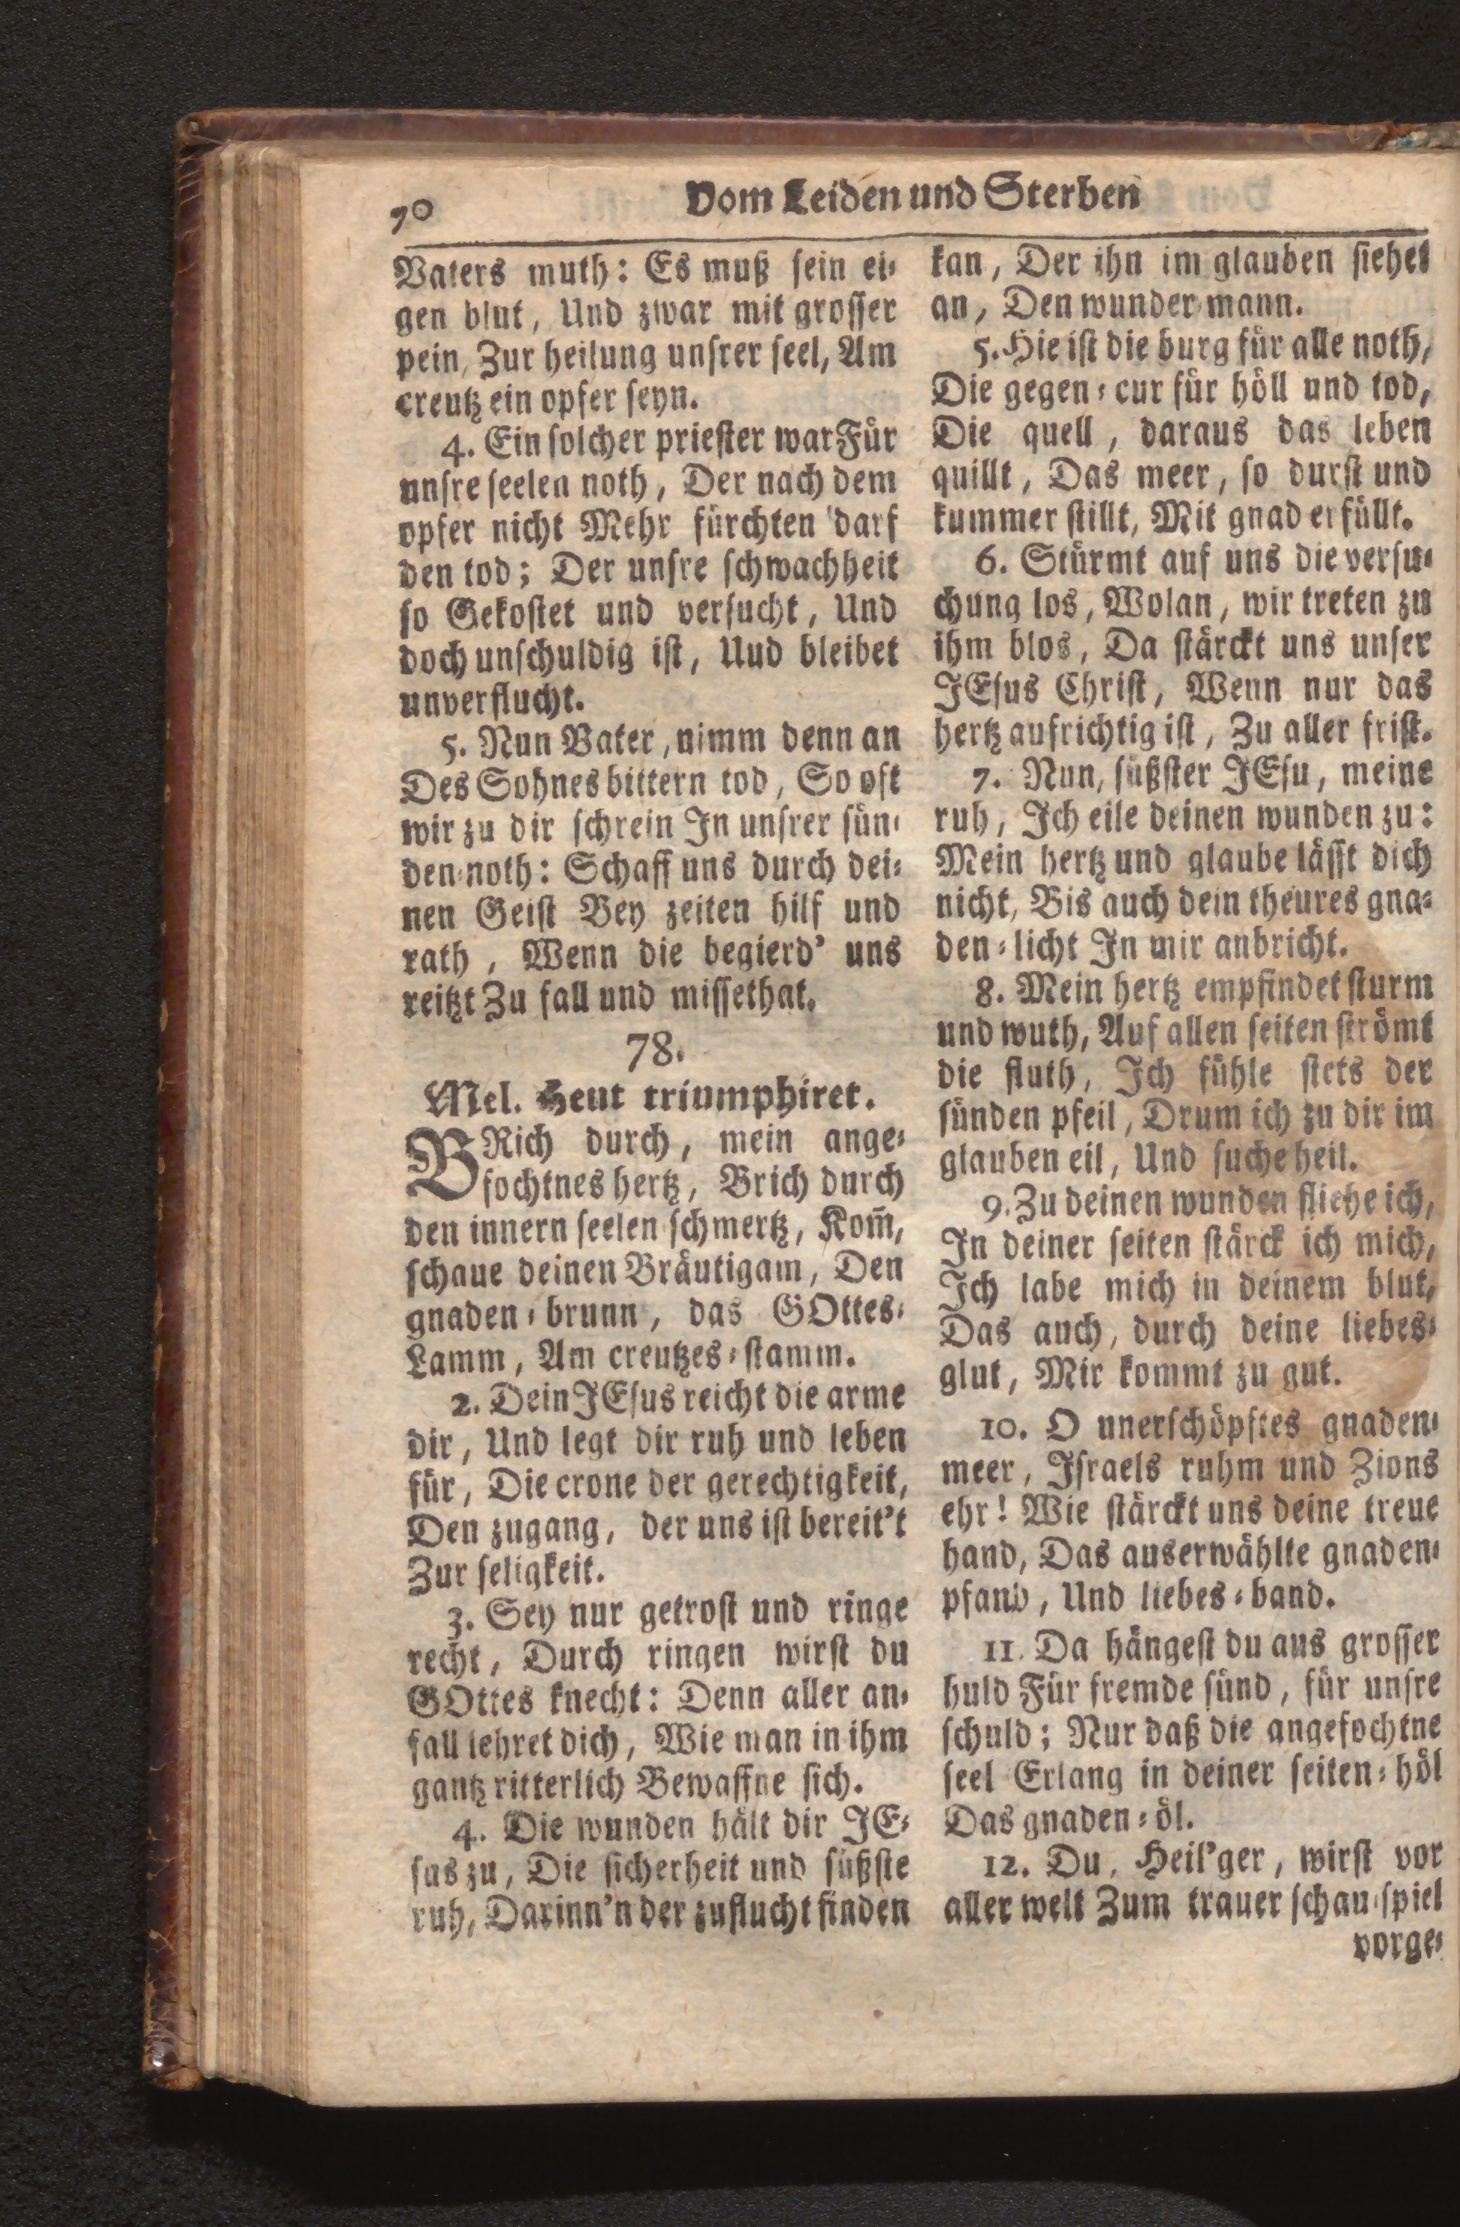 70
Vom Leiden und Sterben
Vaters muth: Es muß sein ei-
gen blut, Und zwar mit grosser
pein, Zur heilung unsrer seel, Am
creutz ein opfer seyn.
4. Ein solcher priester war Für
unsre seelen noth, Der nach dem
opfer nicht Mehr fürchten darf
den tod; Der unsre schwachheit
so Gekostet und versucht, Und
doch unschuldig ist, Uud bleibet
unverflucht.
5. Nun Vater, nimm denn an
Des Sohnes bittern tod, So oft
wir zu dir schrein In unsrer sün-
den-noth: Schaff uns durch dei-
nen Geist Bey zeiten hilf und
rath, Wenn die begierd' uns
reitzt Zu fall und missethat.
78.
Mel. Heut triumphiret.
BRich durch, mein ange-
fochtnes hertz, Brich durch
den innern seelen-schmertz, Kom̃,
schaue deinen Bräutigam, Den
gnaden-brunn, das GOttes-
Lamm, Am creutzes-stamm.
2. Dein JEsus reicht die arme
dir, Und legt dir ruh und leben
für, Die crone der gerechtigkeit,
Den zugang, der uns ist bereit't
Zur seligkeit.
3. Sey nur getrost und ringe
recht, Durch ringen wirst du
GOttes knecht: Denn aller an-
fall lehret dich, Wie man in ihm
gantz ritterlich Bewaffne sich.
4. Die wunden hält dir JE-
sus zu, Die sicherheit und süßste
ruh, Darinn'n der zuflucht finden
kan, Der ihn im glauben siehet
an, Den wunder-mann.
5. Hie ist die burg für alle noth,
Die gegen-cur für höll und tod,
Die quell, daraus das leben
quillt, Das meer, so durst und
kummer stillt, Mit gnad erfüllt.
6. Stürmt auf uns die versu-
chung los, Wolan, wir treten zu
ihm blos, Da stärckt uns unser
JEsus Christ, Wenn nur das
hertz aufrichtig ist, Zu aller frist.
7. Nun, süßster JEsu, meine
ruh, Ich eile deinen wunden zu:
Mein hertz und glaube lässt dich
nicht, Bis auch dein theures gna-
den-licht In mir anbricht.
8. Mein hertz empfindet sturm
und wuth, Auf allen seiten strömt
die fluth, Ich fühle stets der
sünden pfeil, Drum ich zu dir im
glauben eil, Und suche heil.
9. Zu deinen wunden fliehe ich,
In deiner seiten stärck ich mich,
Ich labe mich in deinem blut,
Das auch, durch deine liebes-
glut, Mir kommt zu gut.
10. O unerschöpftes gnaden-
meer, Israels ruhm und Zions
ehr! Wie stärckt uns deine treue
hand, Das auserwählte gnaden-
pfand, Und liebes-band.
11. Da hängest du aus grosser
huld Für fremde sünd, für unsre
schuld; Nur daß die angefochtne
seel Erlang in deiner seiten-höl
Das gnaden-öl.
12. Du, Heil'ger, wirst vor
aller welt Zum trauer schau-spiel
vorge-